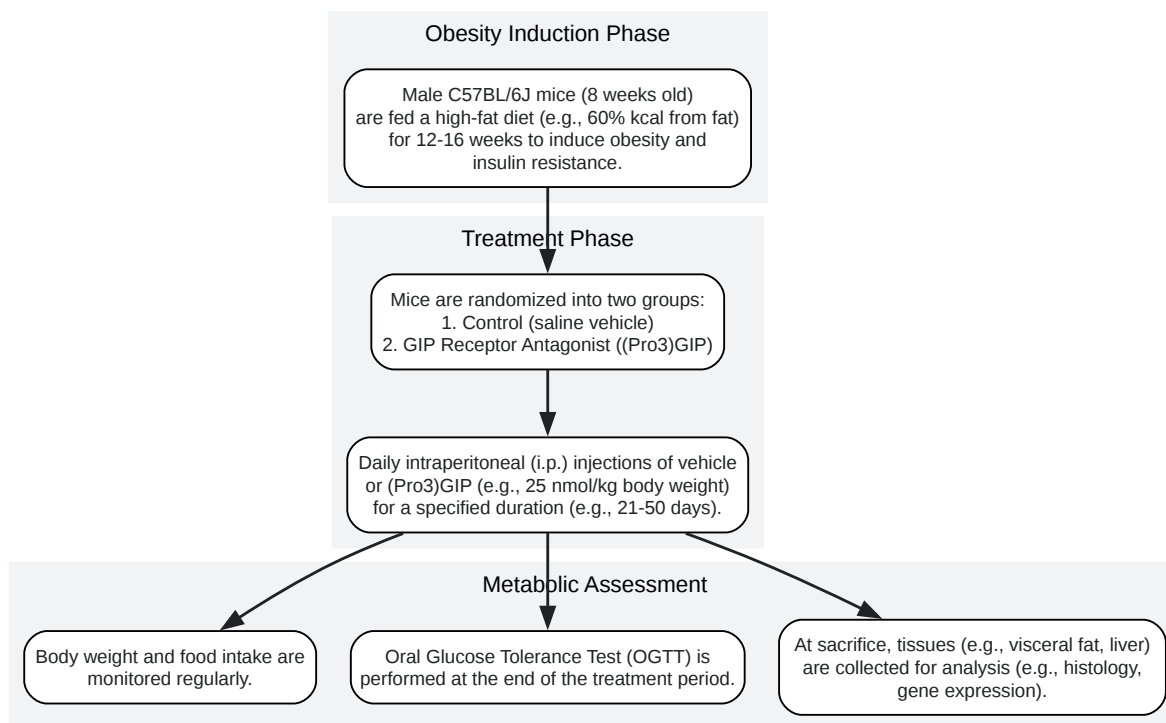 Obesity Induction Phase
Male C57BL/6J mice (8 weeks old)
are fed a high-fat diet (e.g., 60% kcal from fat)
for 12-16 weeks to induce obesity and
insulin resistance.
Treatment Phase
Mice are randomized into two groups:
1. Control (saline vehicle)
2. GIP Receptor Antagonist ((Pro3)GIP)
Daily intraperitoneal (i.p.) injections of vehicle
or (Pro3)GIP (e.g., 25 nmol/kg body weight)
for a specified duration (e.g., 21-50 days).
Metabolic Assessment
Body weight and food intake are
monitored regularly.
Oral Glucose Tolerance Test (OGTT) is
performed at the end of the treatment period.
At sacrifice, tissues (e.g., visceral fat, liver)
are collected for analysis (e.g., histology,
gene expression).